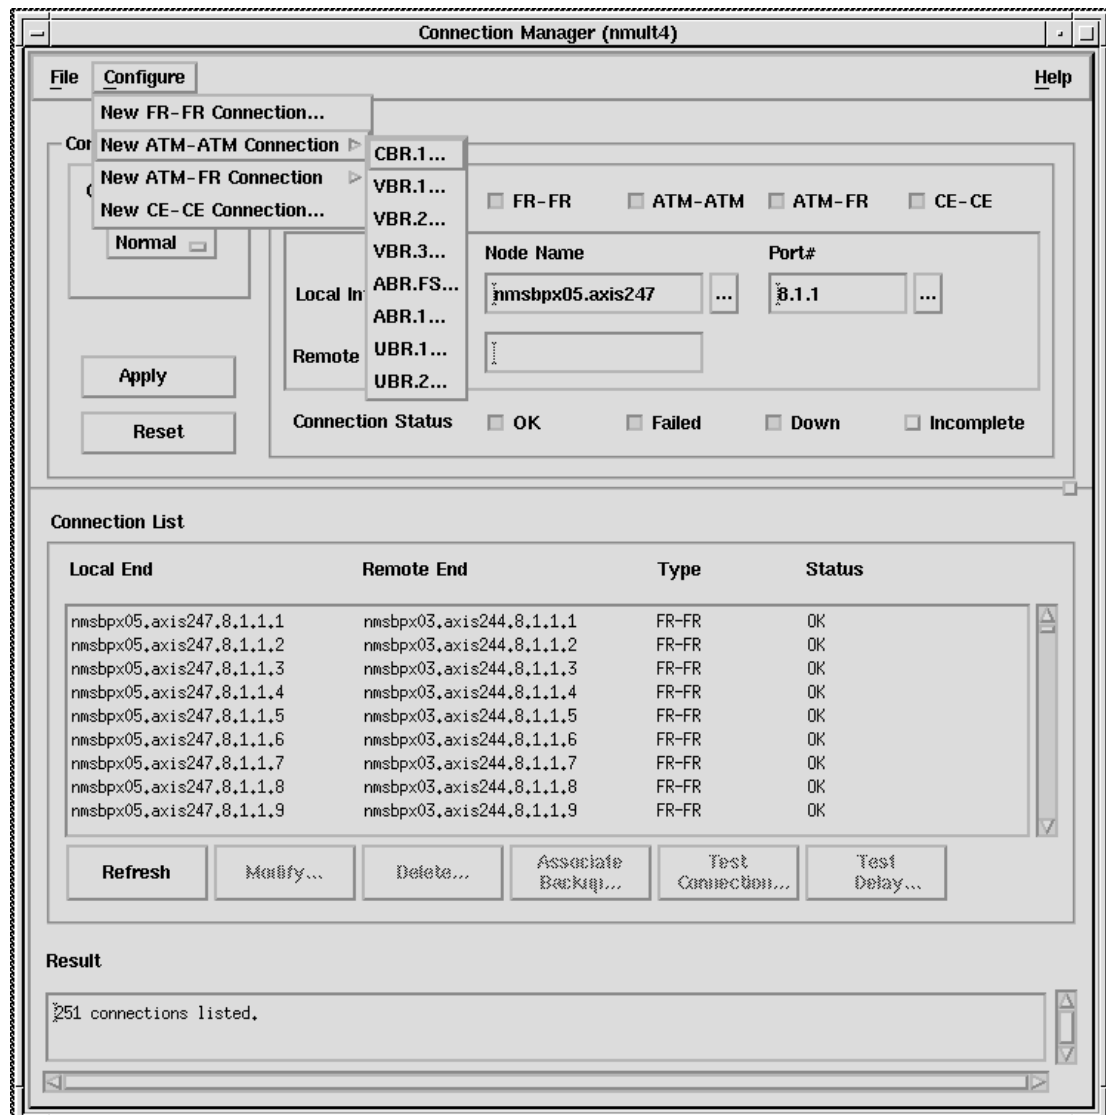 Connection Manager (nmult4)
File Configure Help
New FR-FR Connection...
New ATM-ATM Connection
New ATM-FR Connection
New CE-CE Connection...
CBR.1...
VBR.1...
VBR.2...
VBR.3...
ABR.FS...
ABR.1...
UBR.1...
UBR.2...
FR-FR ATM-ATM ATM-FR CE-CE
Normal
Node Name Port#
Local In nmsbpx05.axis247 ... 8.1.1 ...
Remote
Apply
Reset
Connection Status OK Failed Down Incomplete
Connection List
Local End Remote End Type Status
nmsbpx05.axis247.8.1.1.1 nmsbpx03.axis244.8.1.1.1 FR-FR OK
nmsbpx05.axis247.8.1.1.2 nmsbpx03.axis244.8.1.1.2 FR-FR OK
nmsbpx05.axis247.8.1.1.3 nmsbpx03.axis244.8.1.1.3 FR-FR OK
nmsbpx05.axis247.8.1.1.4 nmsbpx03.axis244.8.1.1.4 FR-FR OK
nmsbpx05.axis247.8.1.1.5 nmsbpx03.axis244.8.1.1.5 FR-FR OK
nmsbpx05.axis247.8.1.1.6 nmsbpx03.axis244.8.1.1.6 FR-FR OK
nmsbpx05.axis247.8.1.1.7 nmsbpx03.axis244.8.1.1.7 FR-FR OK
nmsbpx05.axis247.8.1.1.8 nmsbpx03.axis244.8.1.1.8 FR-FR OK
nmsbpx05.axis247.8.1.1.9 nmsbpx03.axis244.8.1.1.9 FR-FR OK
Refresh Modify... Delete... Associate Backup... Test Connection... Test Delay...
Result
251 connections listed.